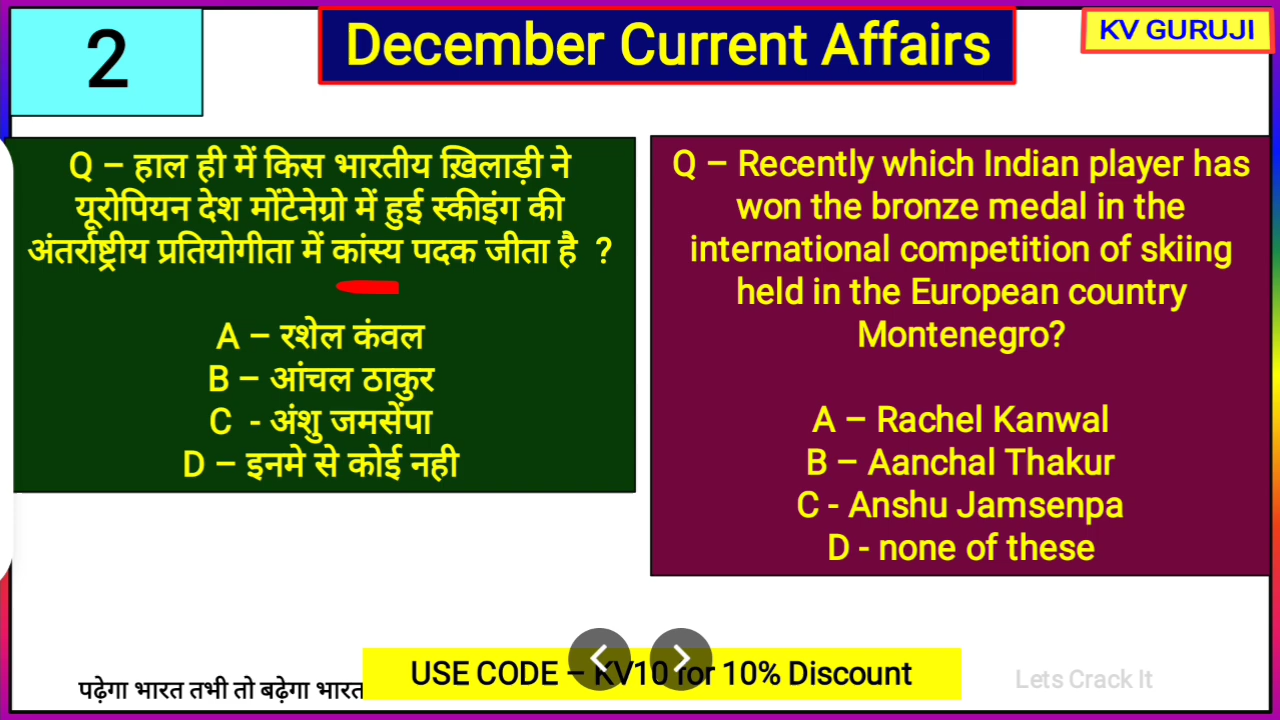 2
December Current Affairs
KV GURUJI
Q – हाल ही में किस भारतीय ख़िलाड़ी ने
यूरोपियन देश मोंटेनेग्रो में हुई स्कीइंग की
अंतर्राष्ट्रीय प्रतियोगीता में कांस्य पदक जीता है ?
A – रशेल कंवल
B – आंचल ठाकुर
C - अंशु जमसेंपा
D – इनमे से कोई नही
Q – Recently which Indian player has
won the bronze medal in the
international competition of skiing
held in the European country
Montenegro?
A – Rachel Kanwal
B – Aanchal Thakur
C - Anshu Jamsenpa
D - none of these
पढ़ेगा भारत तभी तो बढ़ेगा भारत
USE CODE – KV10 for 10% Discount
Lets Crack It